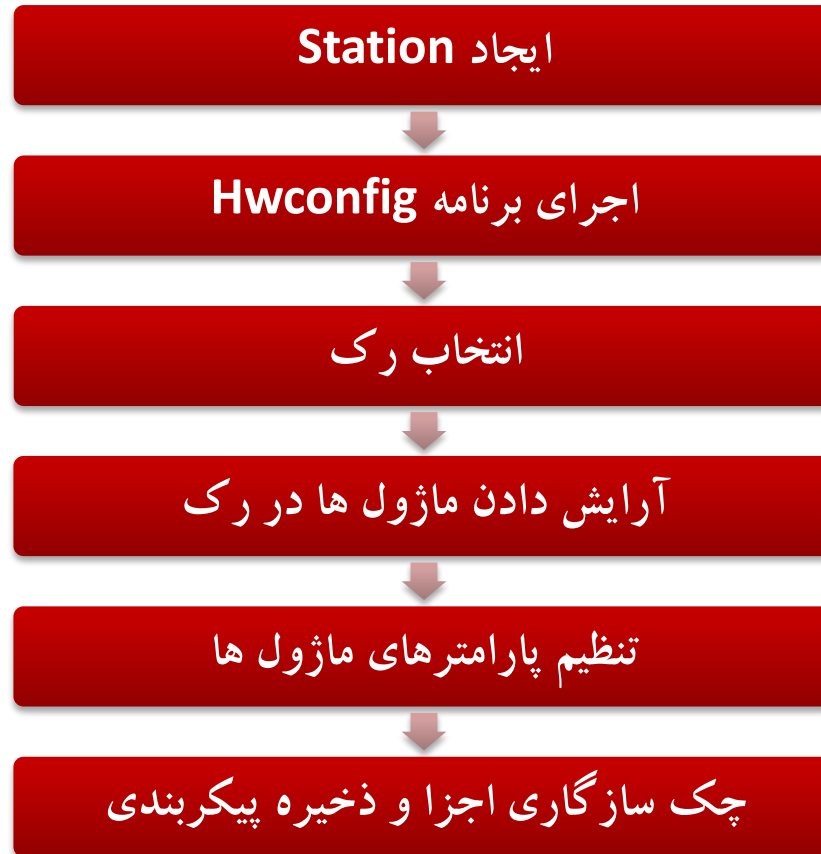 ایجاد Station
اجرای برنامه Hwconfig
انتخاب رک
آرایش دادن ماژول ها در رک
تنظیم پارامترهای ماژول ها
چک سازگاری اجزا و ذخیره پیکربندی